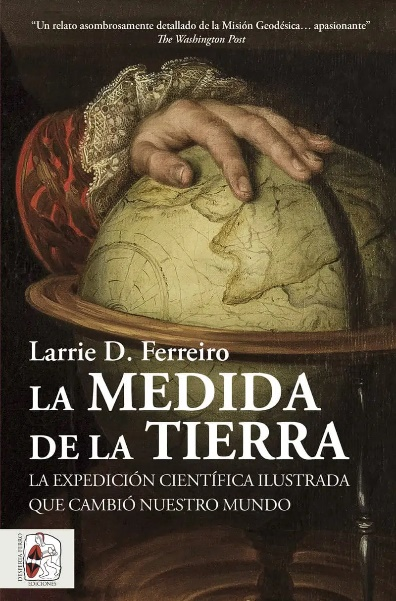 “Un relato asombrosamente detallado de la Misión Geodésica… apasionante”
The Washington Post
Larrie D. Ferreiro
LA MEDIDA
DE LA TIERRA
LA EXPEDICIÓN CIENTÍFICA ILUSTRADA
QUE CAMBIÓ NUESTRO MUNDO
DESPERTA FERRO
EDICIONES